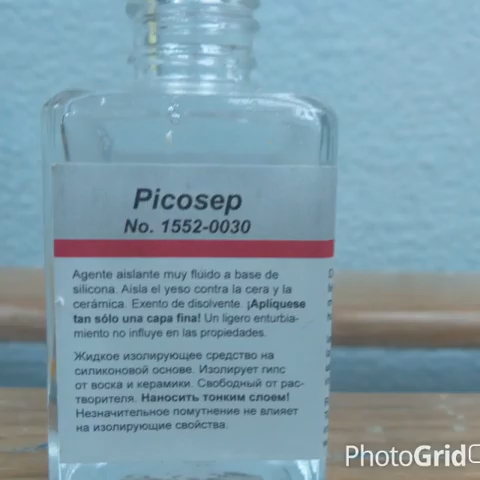 Picosep
No. 1552-0030
Agente aislante muy flúido a base de
silicona. Aisla el yeso contra la cera y la
cerámica. Exento de disolvente. ¡Aplíquese
tan sólo una capa fina! Un ligero enturbia-
miento no influye en las propiedades.
Жидкое изолирующее средство на
силиконовой основе. Изолирует гипс
от воска и керамики. Свободный от рас-
творителя. Наносить тонким слоем!
Незначительное помутнение не влияет
на изолирующие свойства.
PhotoGrid